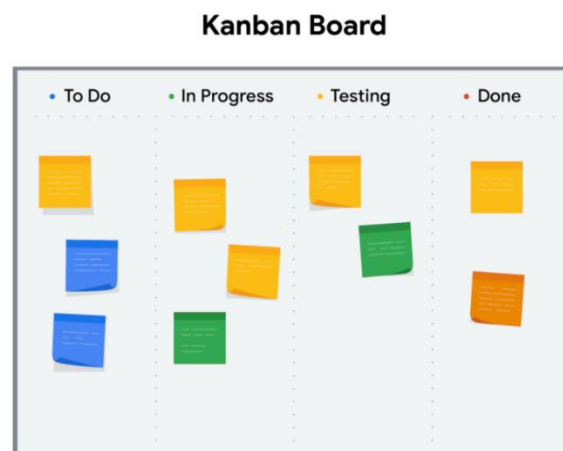 Kanban Board
To Do
In Progress
Testing
Done